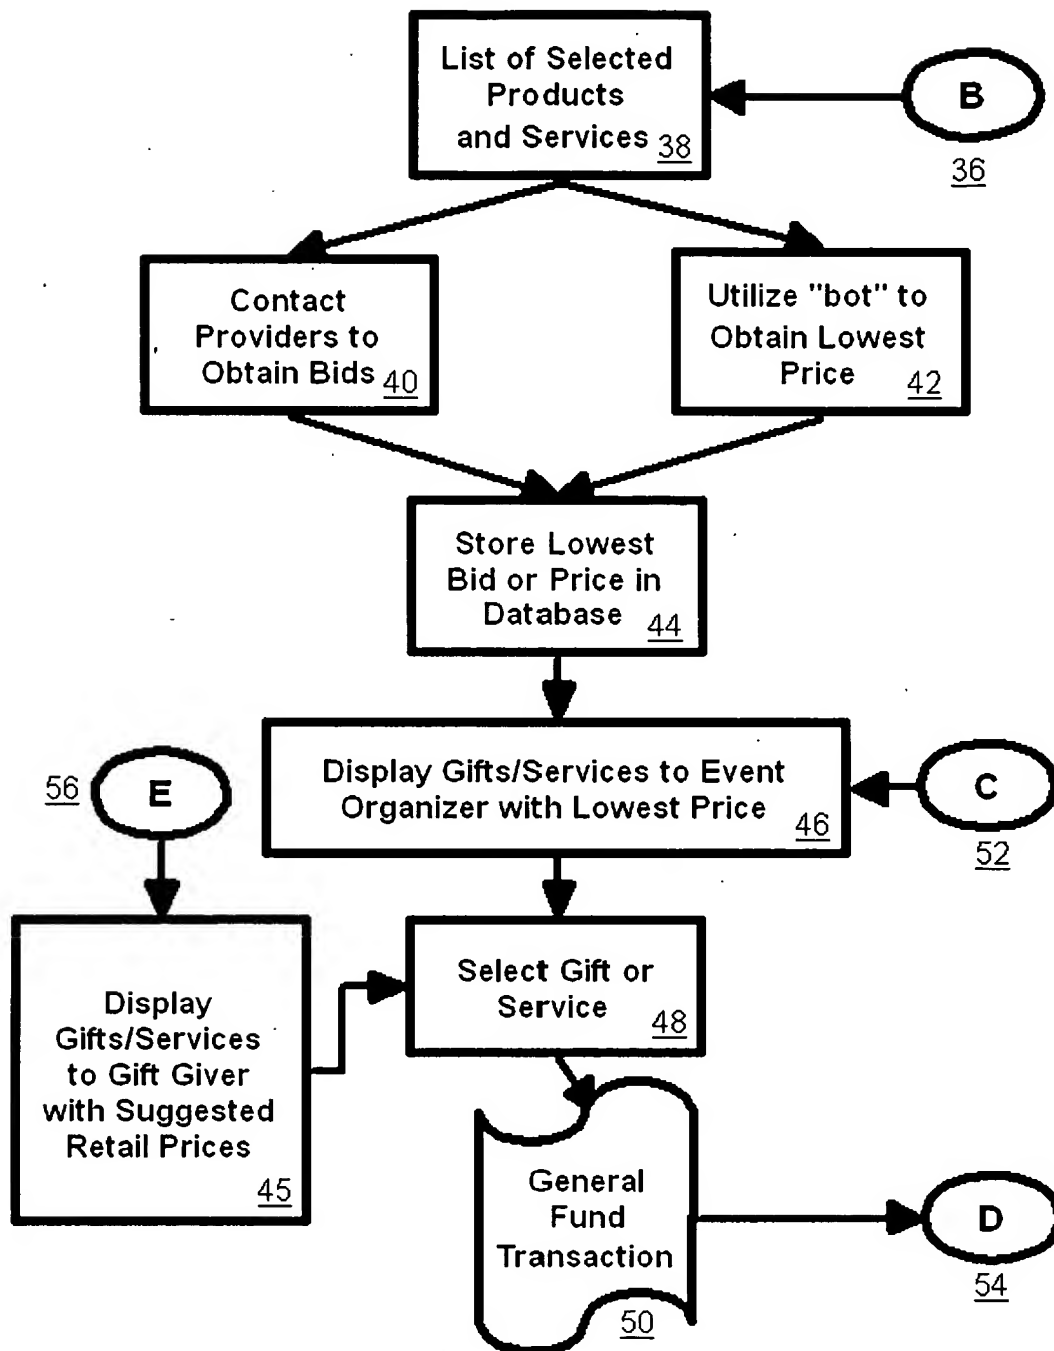 List of Selected
Products
and Services
38
B
36
Contact
Providers to
Obtain Bids
40
Utilize "bot" to
Obtain Lowest
Price
42
Store Lowest
Bid or Price in
Database
44
56
E
Display Gifts/Services to Event
Organizer with Lowest Price
46
C
52
Display
Gifts/Services
to Gift Giver
with Suggested
Retail Prices
45
Select Gift or
Service
48
General
Fund
Transaction
50
D
54